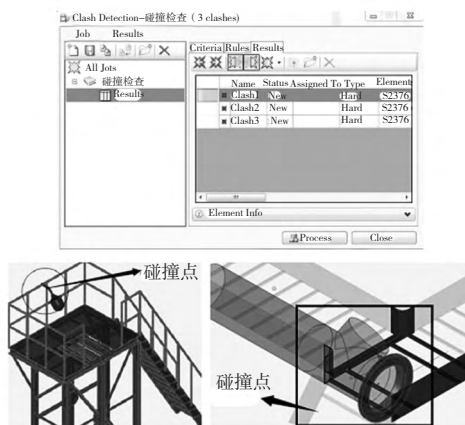 Clash Detection-碰撞检查 ( 3 clashes)
Job Results
All Jots
碰撞检查
Results
Criteria Rules Results
Name Status Assigned To Type Element
Clash1 New Hard S2376
Clash2 New Hard S2376
Clash3 New Hard S2376
Element Info
Process Close
碰撞点
碰撞点